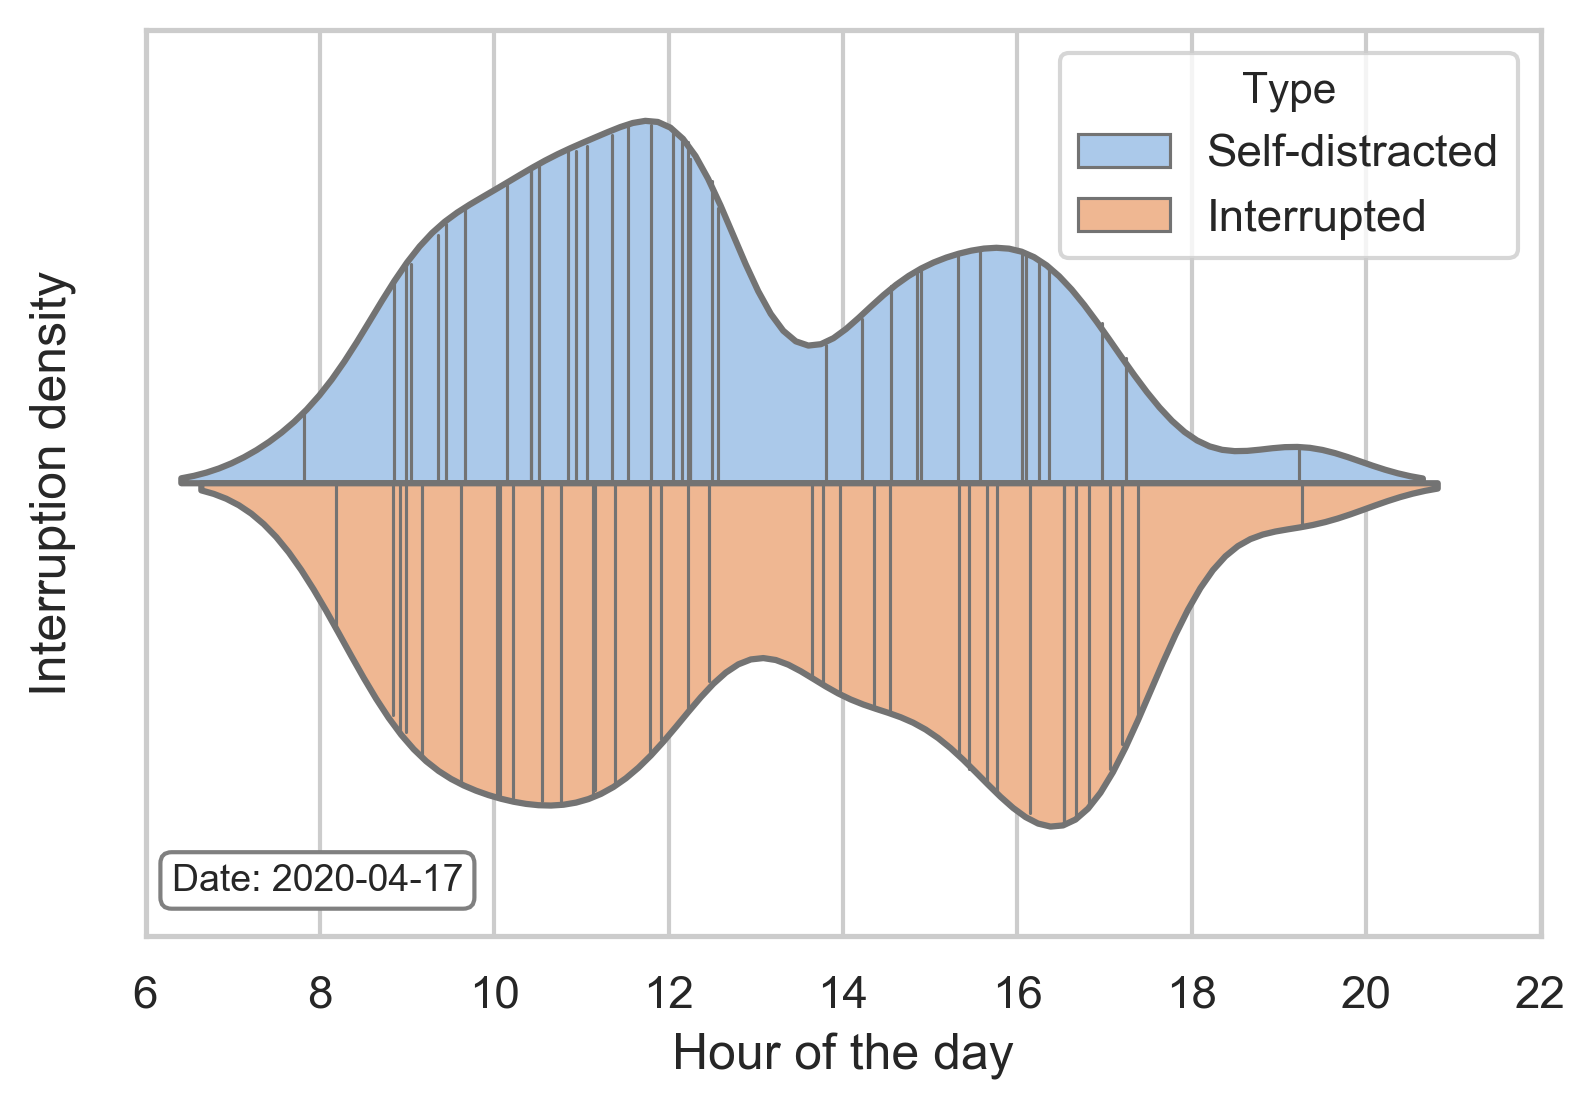 Type
Self-distracted
Interrupted
Interruption density
Date: 2020-04-17
6 8 10 12 14 16 18 20 22
Hour of the day